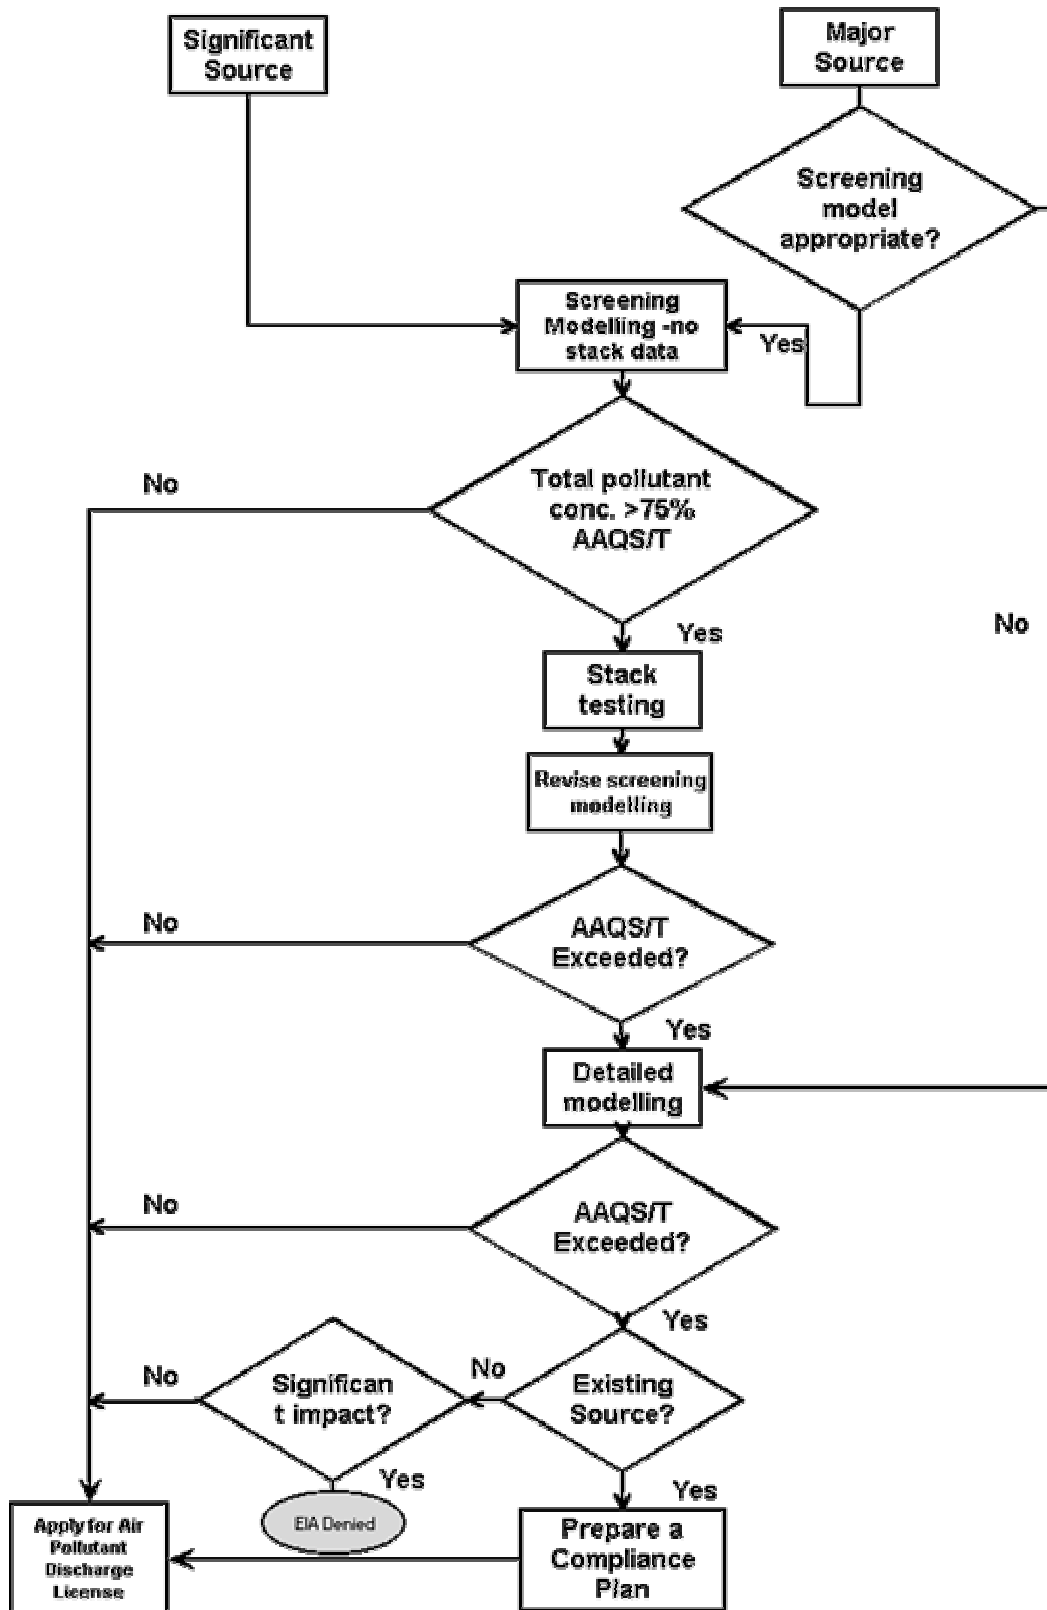 Significant
Source
Major
Source
Screening
model
appropriate?
Screening
Modelling -no
stack data
Yes
No
Total pollutant
conc. >75%
AAQS/T
No
Yes
Stack
testing
Revise screening
modelling
No
AAQS/T
Exceeded?
Yes
Detailed
modelling
No
AAQS/T
Exceeded?
Yes
No
Significan
t impact?
No
Existing
Source?
Yes
EIA Denied
Yes
Apply for Air
Pollutant
Discharge
License
Prepare a
Compliance
Plan